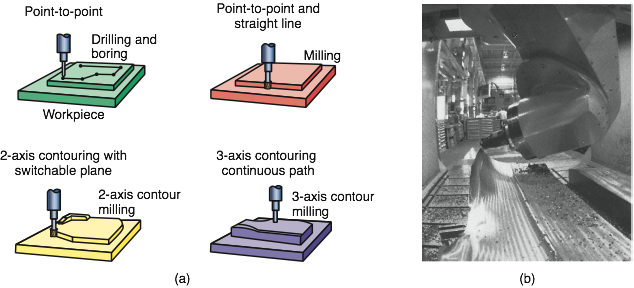 Point-to-point
Drilling and
boring
Workpiece
Point-to-point and
straight line
Milling
2-axis contouring with
switchable plane
2-axis contour
milling
3-axis contouring
continuous path
3-axis contour
milling
(a)
(b)